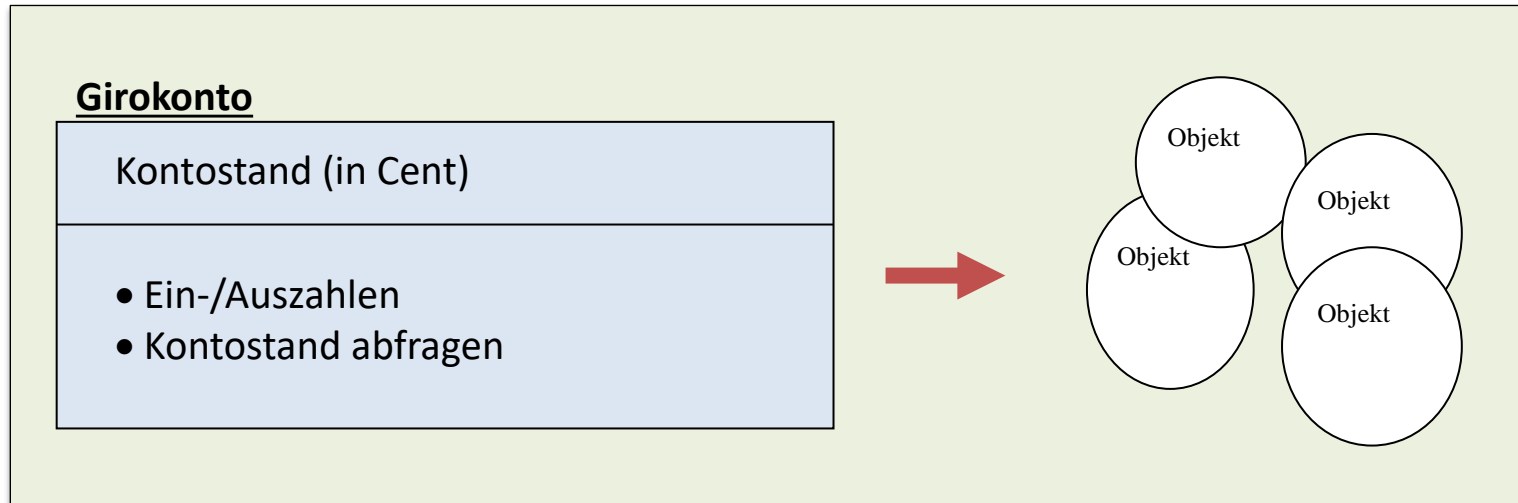 Girokonto
Kontostand (in Cent)
• Ein-/Auszahlen
• Kontostand abfragen
Objekt
Objekt
Objekt
Objekt